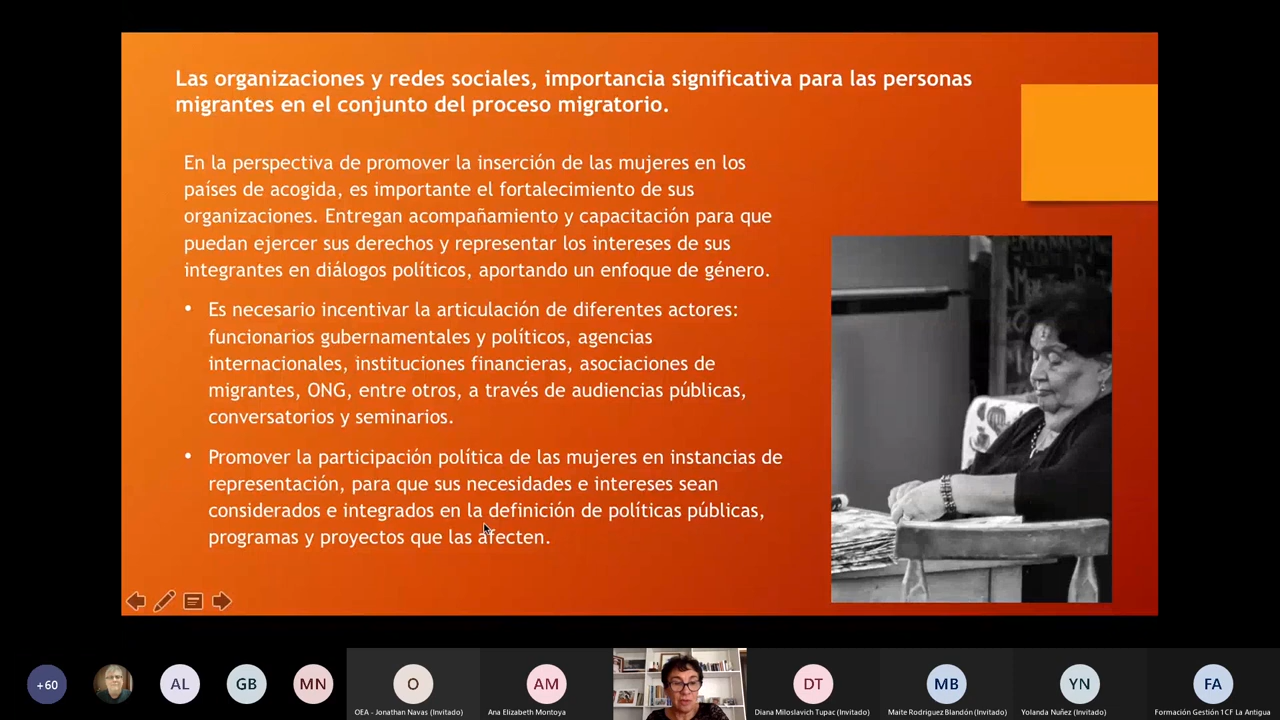 Las organizaciones y redes sociales, importancia significativa para las personas
migrantes en el conjunto del proceso migratorio.
En la perspectiva de promover la inserción de las mujeres en los
países de acogida, es importante el fortalecimiento de sus
organizaciones. Entregan acompañamiento y capacitación para que
puedan ejercer sus derechos y representar los intereses de sus
integrantes en diálogos políticos, aportando un enfoque de género.
• Es necesario incentivar la articulación de diferentes actores:
funcionarios gubernamentales y políticos, agencias
internacionales, instituciones financieras, asociaciones de
migrantes, ONG, entre otros, a través de audiencias públicas,
conversatorios y seminarios.
• Promover la participación política de las mujeres en instancias de
representación, para que sus necesidades e intereses sean
considerados e integrados en la definición de políticas públicas,
programas y proyectos que las afecten.
+60
AL
GB
MN
O
AM
DT
MB
YN
FA
OEA - Jonathan Navas (Invitado)
Ana Elizabeth Montoya
Diana Miloslavich Tupac (Invitado)
Maite Rodriguez Blandón (Invitado)
Yolanda Nuñez (Invitado)
Formación Gestión 1CF La Antigua